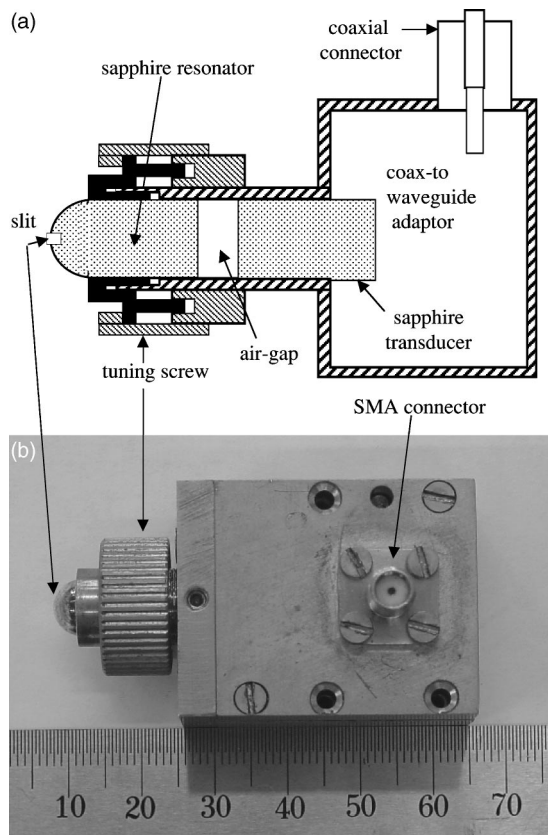 (a)
coaxial
connector
sapphire resonator
coax-to
waveguide
adaptor
slit
sapphire
transducer
air-gap
tuning screw
SMA connector
(b)
10 20 30 40 50 60 70